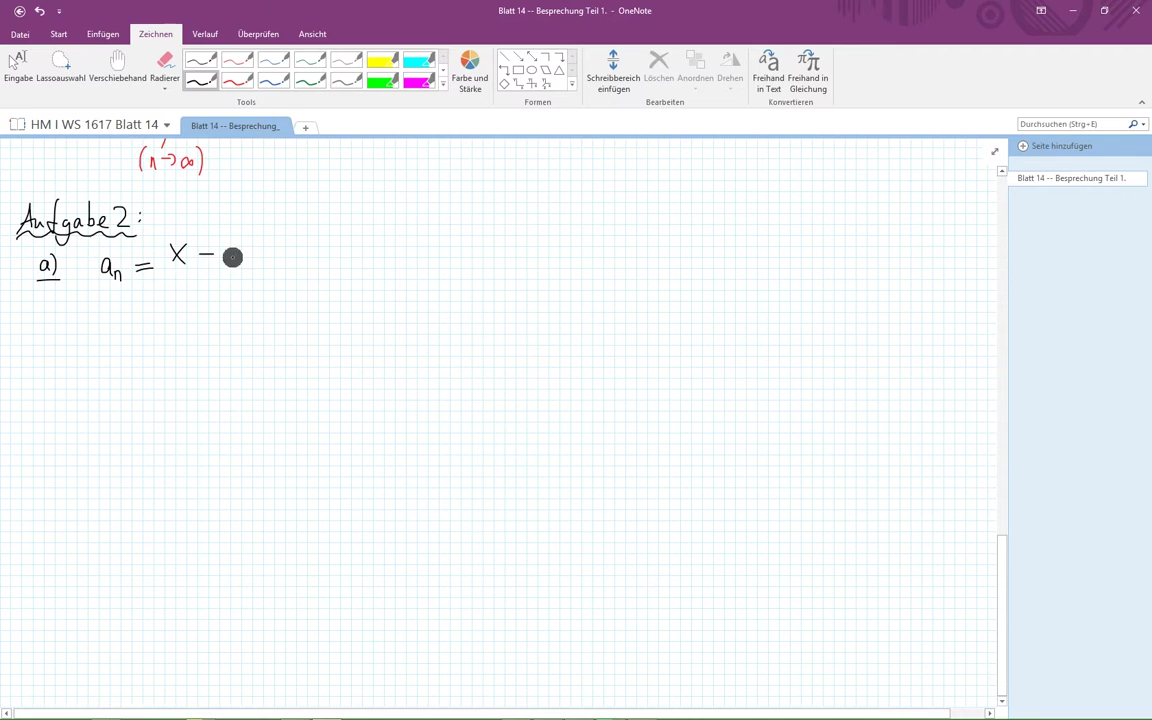 Blatt 14 -- Besprechung Teil 1. - OneNote
Datei Start Einfügen Zeichnen Verlauf Überprüfen Ansicht
Eingabe Lassoauswahl Verschiebehand Radierer Farbe und Stärke Schreibbereich einfügen Löschen Anordnen Drehen Freihand in Text Freihand in Gleichung
Tools Formen Bearbeiten Konvertieren
HM I WS 1617 Blatt 14 Blatt 14 -- Besprechung_ Durchsuchen (Strg+E)
Seite hinzufügen
Blatt 14 -- Besprechung Teil 1.
(n → ∞)
Aufgabe 2:
a) aₙ = x −